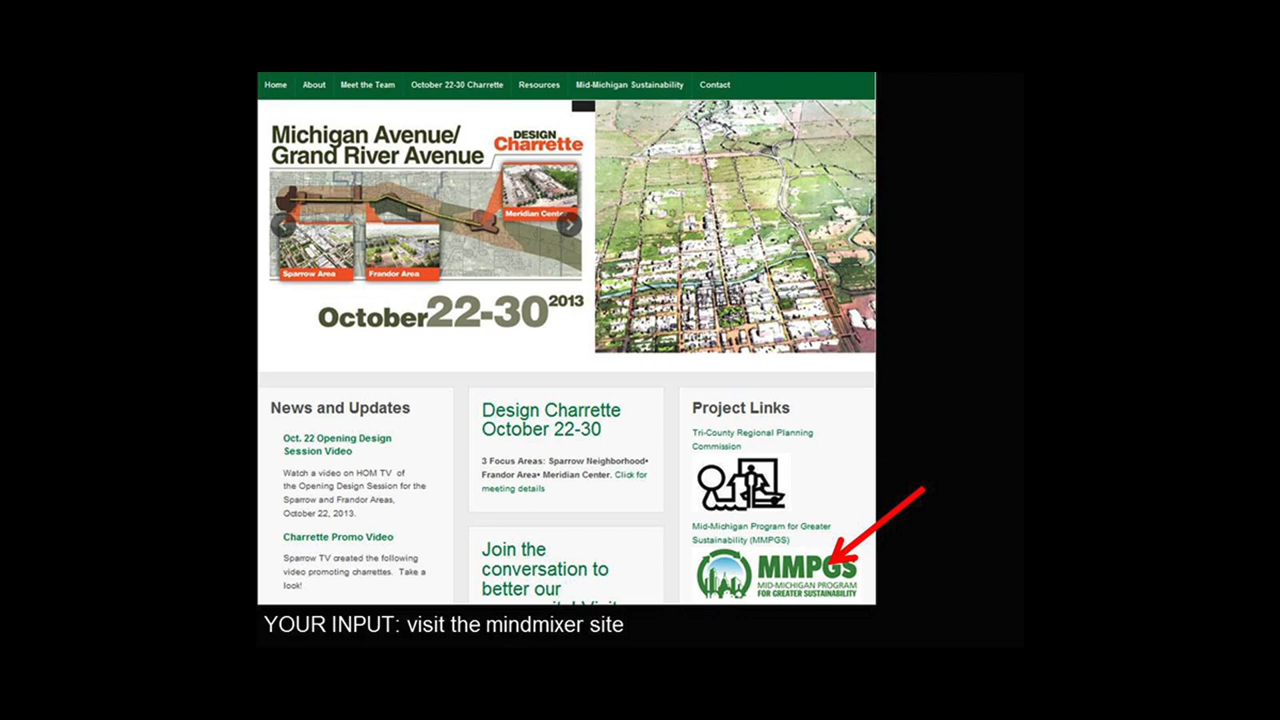 Home About Meet the Team October 22-30 Charrette Resources Mid-Michigan Sustainability Contact
Michigan Avenue/
Grand River Avenue
DESIGN
Charrette
Meridian Center
Sparrow Area
Frandor Area
October 22-30 2013
News and Updates
Oct. 22 Opening Design
Session Video
Watch a video on HOM TV of
the Opening Design Session for the
Sparrow and Frandor Areas,
October 22, 2013.
Charrette Promo Video
Sparrow TV created the following
video promoting charrettes. Take a
look!
Design Charrette
October 22-30
3 Focus Areas: Sparrow Neighborhood•
Frandor Area• Meridian Center. Click for
meeting details
Join the
conversation to
better our
Project Links
Tri-County Regional Planning
Commission
Mid-Michigan Program for Greater
Sustainability (MMPGS)
MMPGS
MID-MICHIGAN PROGRAM
FOR GREATER SUSTAINABILITY
YOUR INPUT: visit the mindmixer site